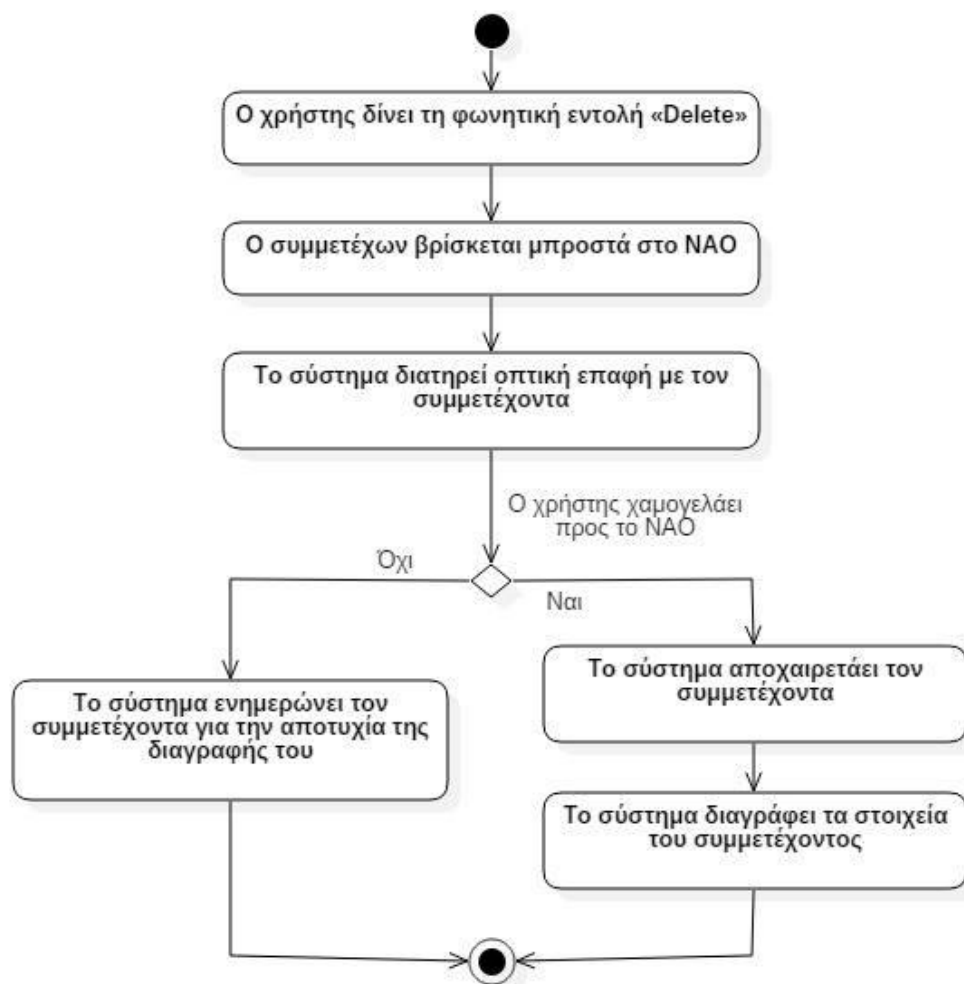 Ο χρήστης δίνει τη φωνητική εντολή «Delete»
Ο συμμετέχων βρίσκεται μπροστά στο ΝΑΟ
Το σύστημα διατηρεί οπτική επαφή με τον
συμμετέχοντα
Ο χρήστης χαμογελάει
προς το ΝΑΟ
Όχι
Ναι
Το σύστημα ενημερώνει τον
συμμετέχοντα για την αποτυχία της
διαγραφής του
Το σύστημα αποχαιρετάει τον
συμμετέχοντα
Το σύστημα διαγράφει τα στοιχεία
του συμμετέχοντος